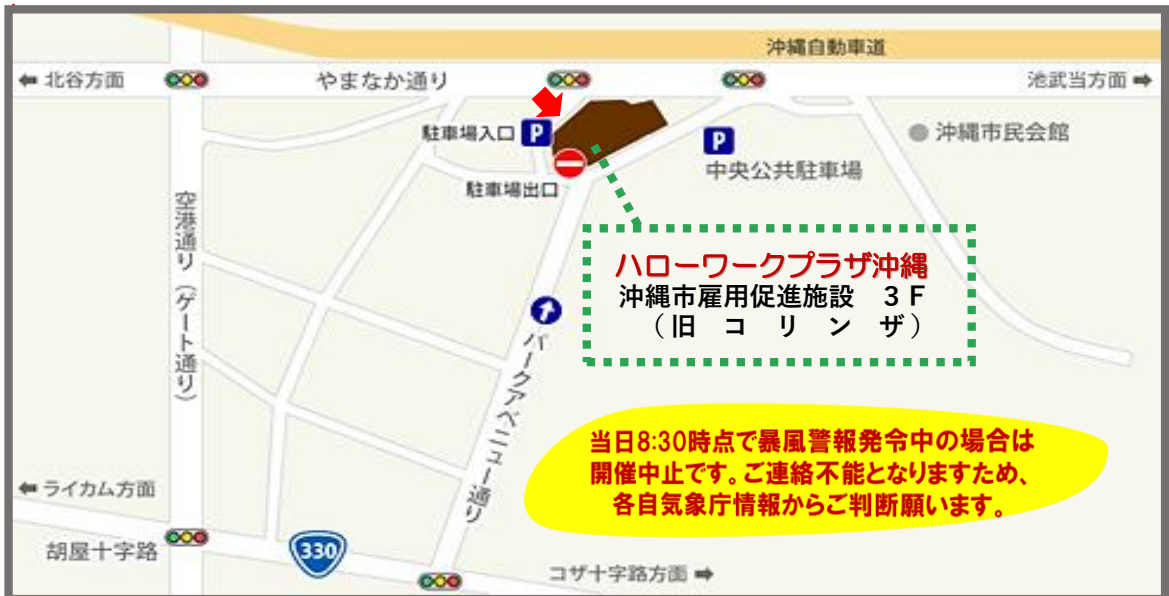 沖縄自動車道
⬅ 北谷方面
やまなか通り
池武当方面 ➡
駐車場入口 P
P
沖縄市民会館
中央公共駐車場
駐車場出口
空港通り（ゲート通り）
ハローワークプラザ沖縄
沖縄市雇用促進施設　３Ｆ
（旧　コ　リ　ン　ザ）
パークアベニュー通り
当日8:30時点で暴風警報発令中の場合は
開催中止です。ご連絡不能となりますため、
各自気象庁情報からご判断願います。
⬅ ライカム方面
胡屋十字路
330
コザ十字路方面 ➡